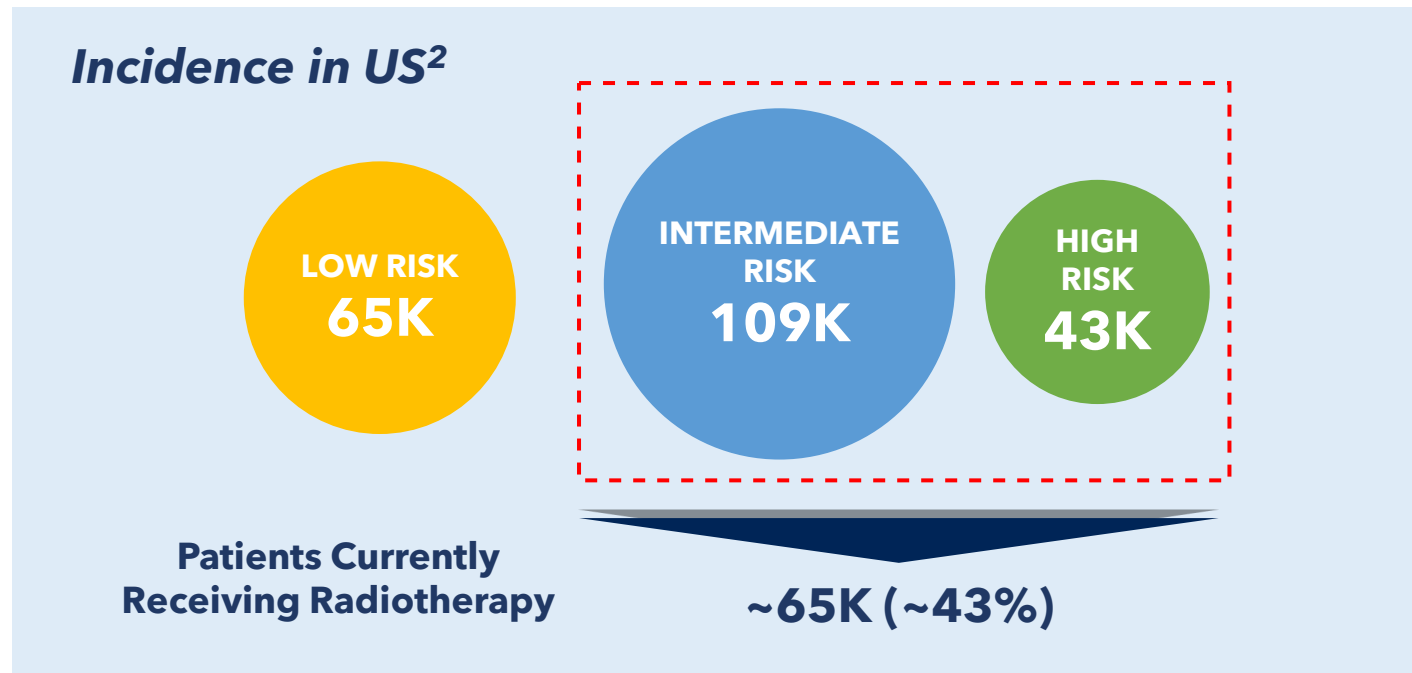 Incidence in US²
LOW RISK
65K
INTERMEDIATE
RISK
109K
HIGH
RISK
43K
Patients Currently
Receiving Radiotherapy
~65K (~43%)